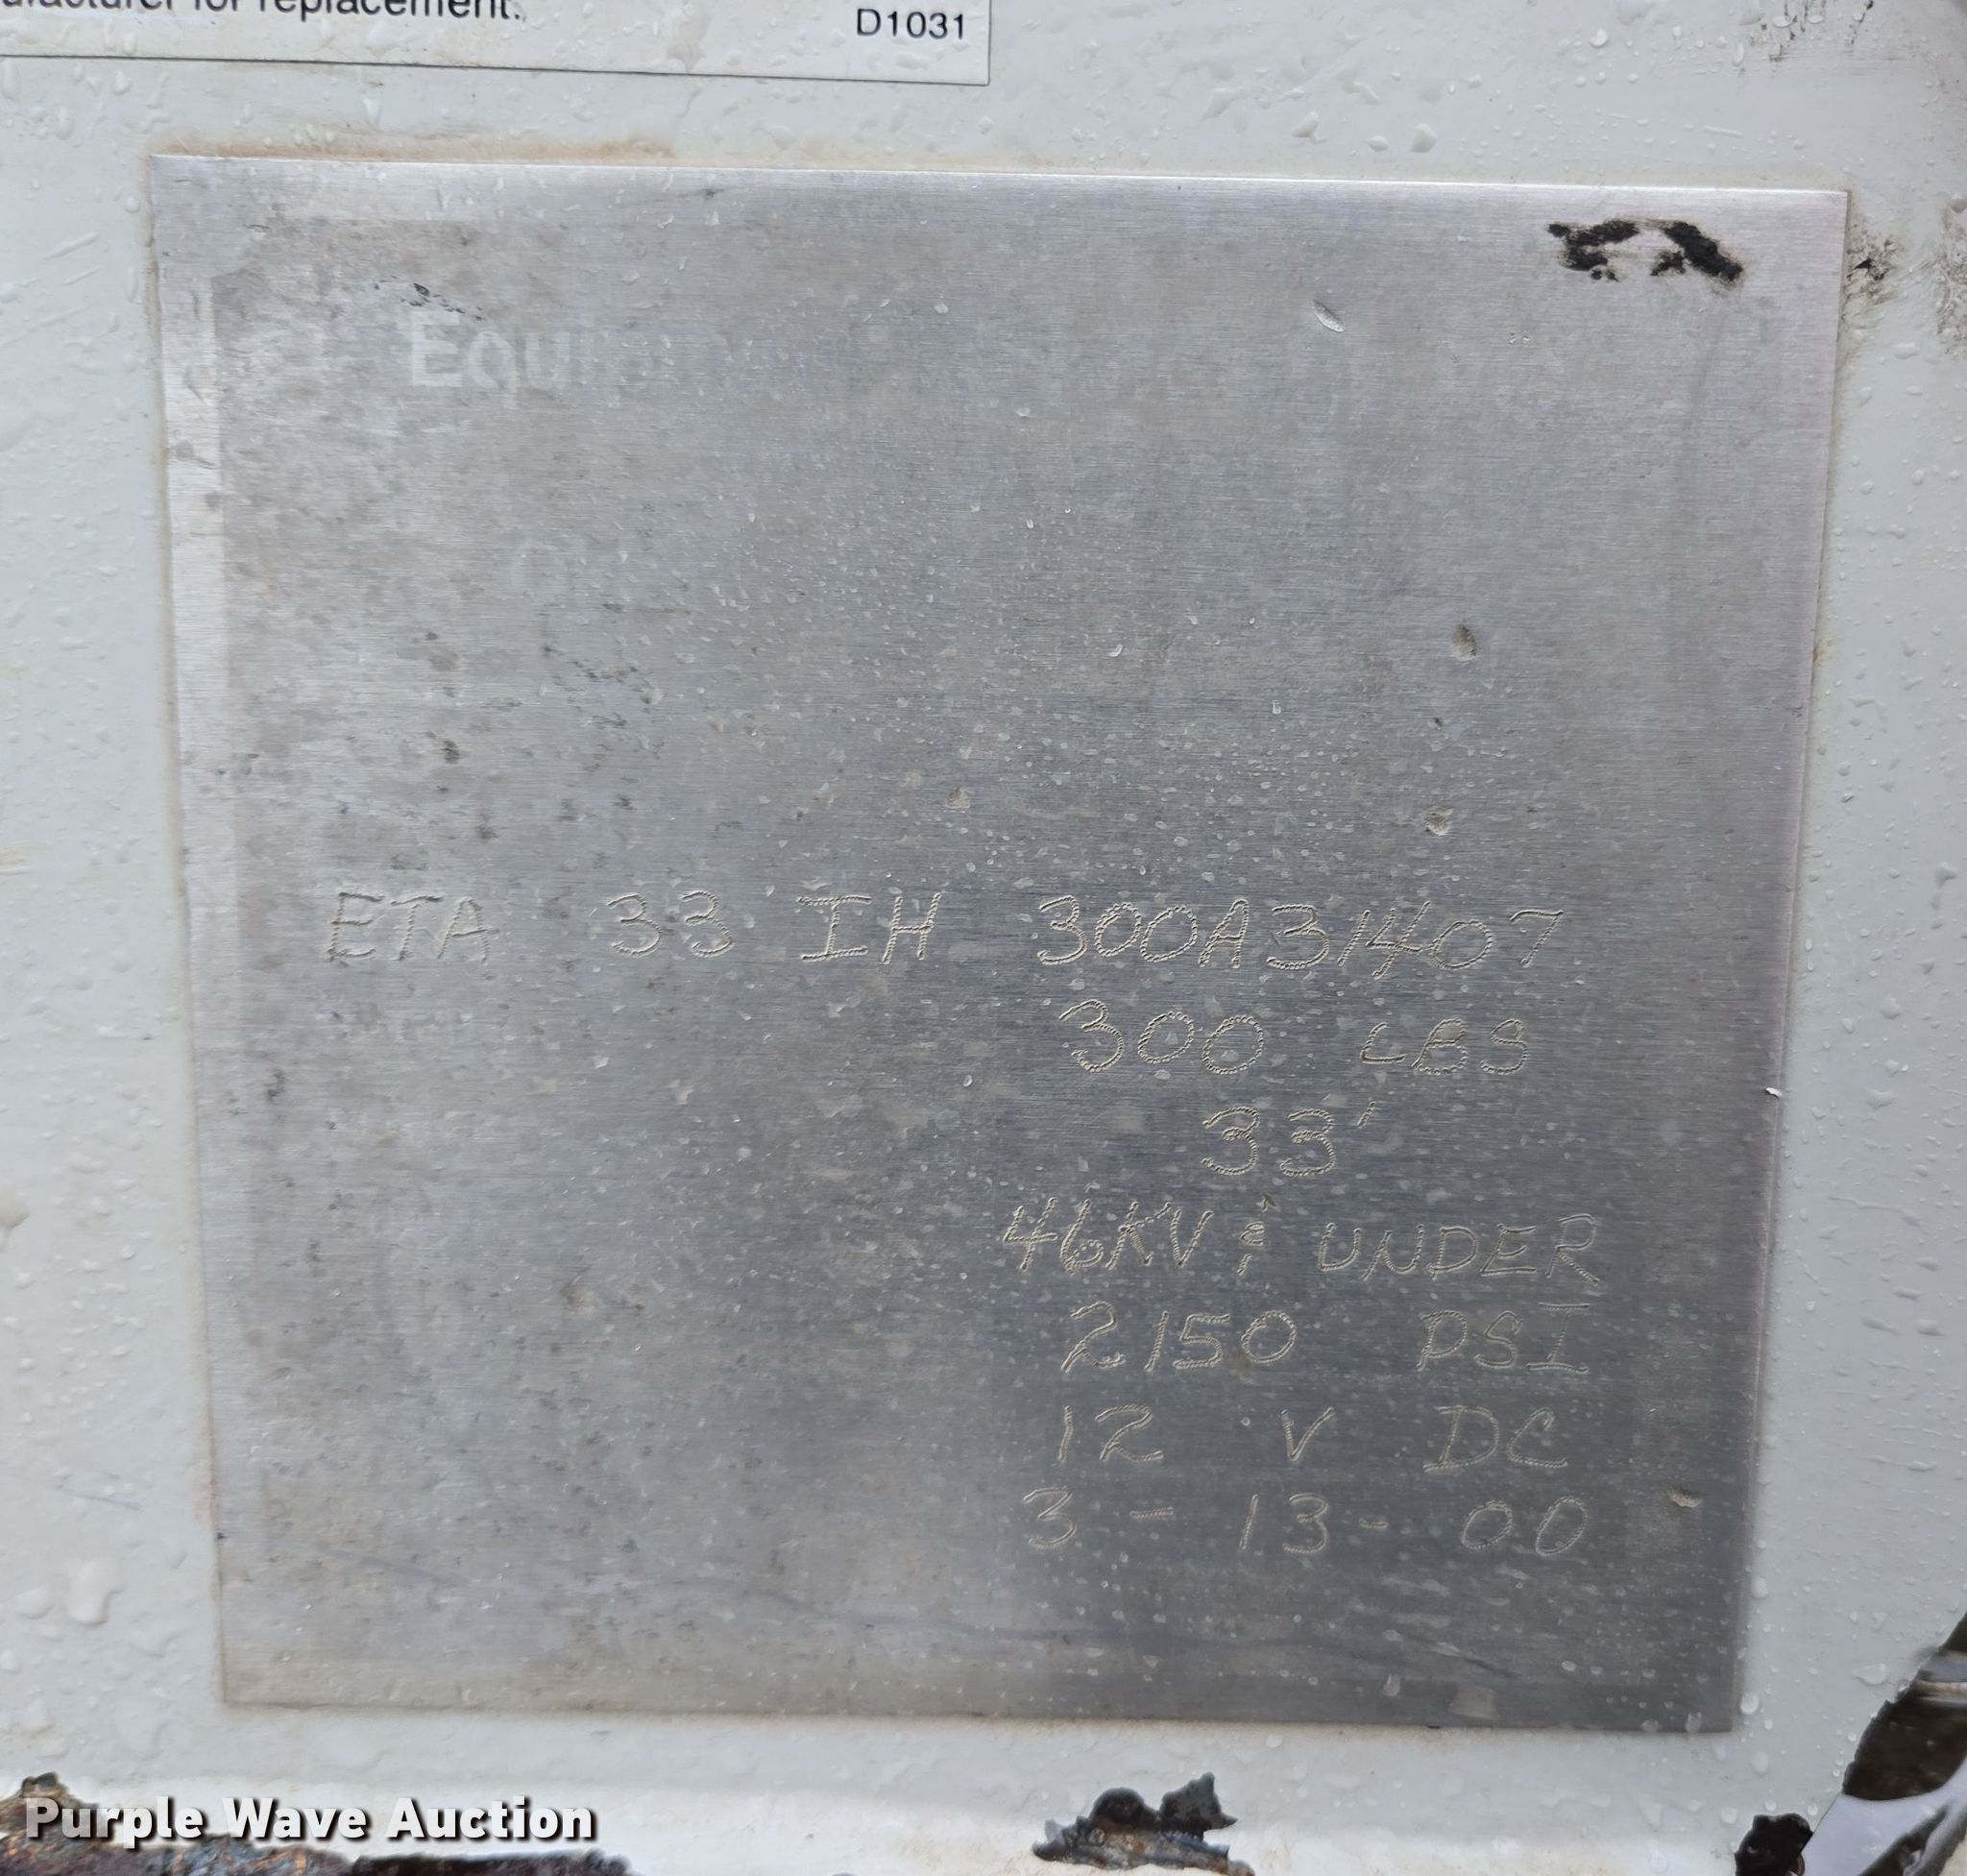 replacement.
D1031
ETA 33 IH 300A31407
300 LBS
33'
46KV & UNDER
2150 PSI
12 V DC
3 - 13 - 00
Purple Wave Auction